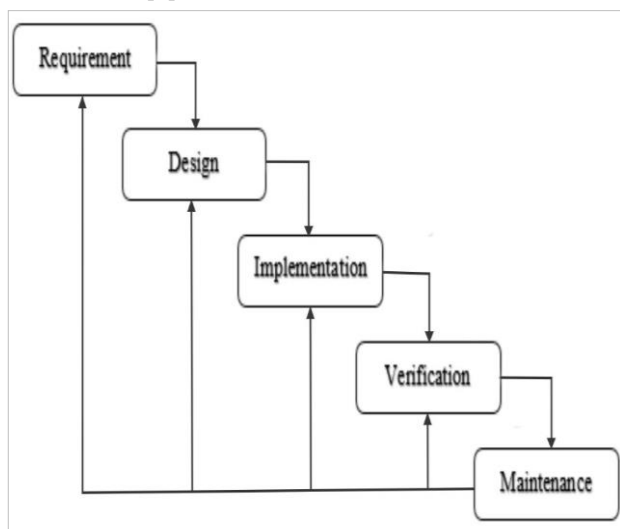 Requirement
Design
Implementation
Verification
Maintenance